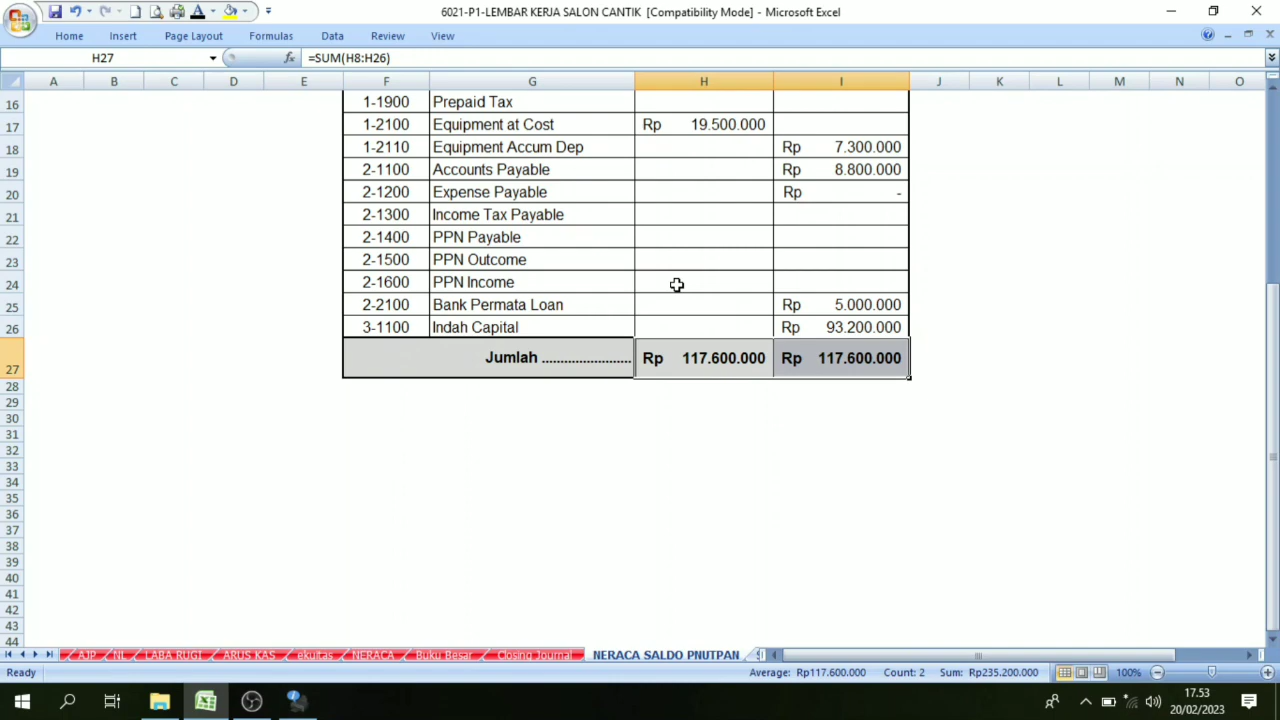 6021-P1-LEMBAR KERJA SALON CANTIK [Compatibility Mode] - Microsoft Excel
Home Insert Page Layout Formulas Data Review View
H27 fx =SUM(H8:H26)
A B C D E F G H I J K L M N O
16 1-1900 Prepaid Tax
17 1-2100 Equipment at Cost Rp 19.500.000
18 1-2110 Equipment Accum Dep Rp 7.300.000
19 2-1100 Accounts Payable Rp 8.800.000
20 2-1200 Expense Payable Rp -
21 2-1300 Income Tax Payable
22 2-1400 PPN Payable
23 2-1500 PPN Outcome
24 2-1600 PPN Income
25 2-2100 Bank Permata Loan Rp 5.000.000
26 3-1100 Indah Capital Rp 93.200.000
27 Jumlah ........................ Rp 117.600.000 Rp 117.600.000
28
29
30
31
32
33
34
35
36
37
38
39
40
41
42
43
44
AJP NL LABA RUGI ARUS KAS ekuitas NERACA Buku Besar Closing Journal NERACA SALDO PNUTPAN
Ready Average: Rp117.600.000 Count: 2 Sum: Rp235.200.000 100%
17.53
20/02/2023